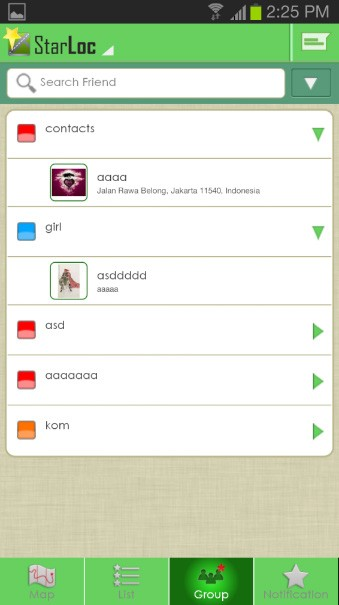 2:25 PM
StarLoc
Search Friend
contacts
aaaa
Jalan Rawa Belong, Jakarta 11540, Indonesia
girl
asddddd
aaaaa
asd
aaaaaaa
kom
Map
List
Group
Notification